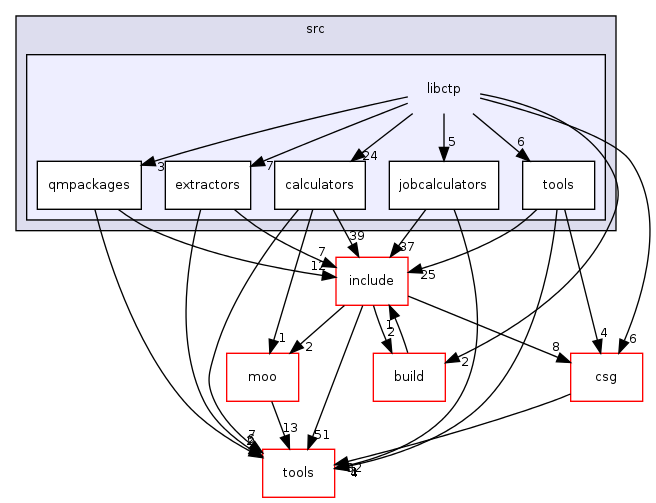 src
libctp
3
7
24
5
6
qmpackages
extractors
calculators
jobcalculators
tools
39
37
7
12
25
include
1
2
1
2
4
6
8
2
moo
build
csg
13
51
7
tools